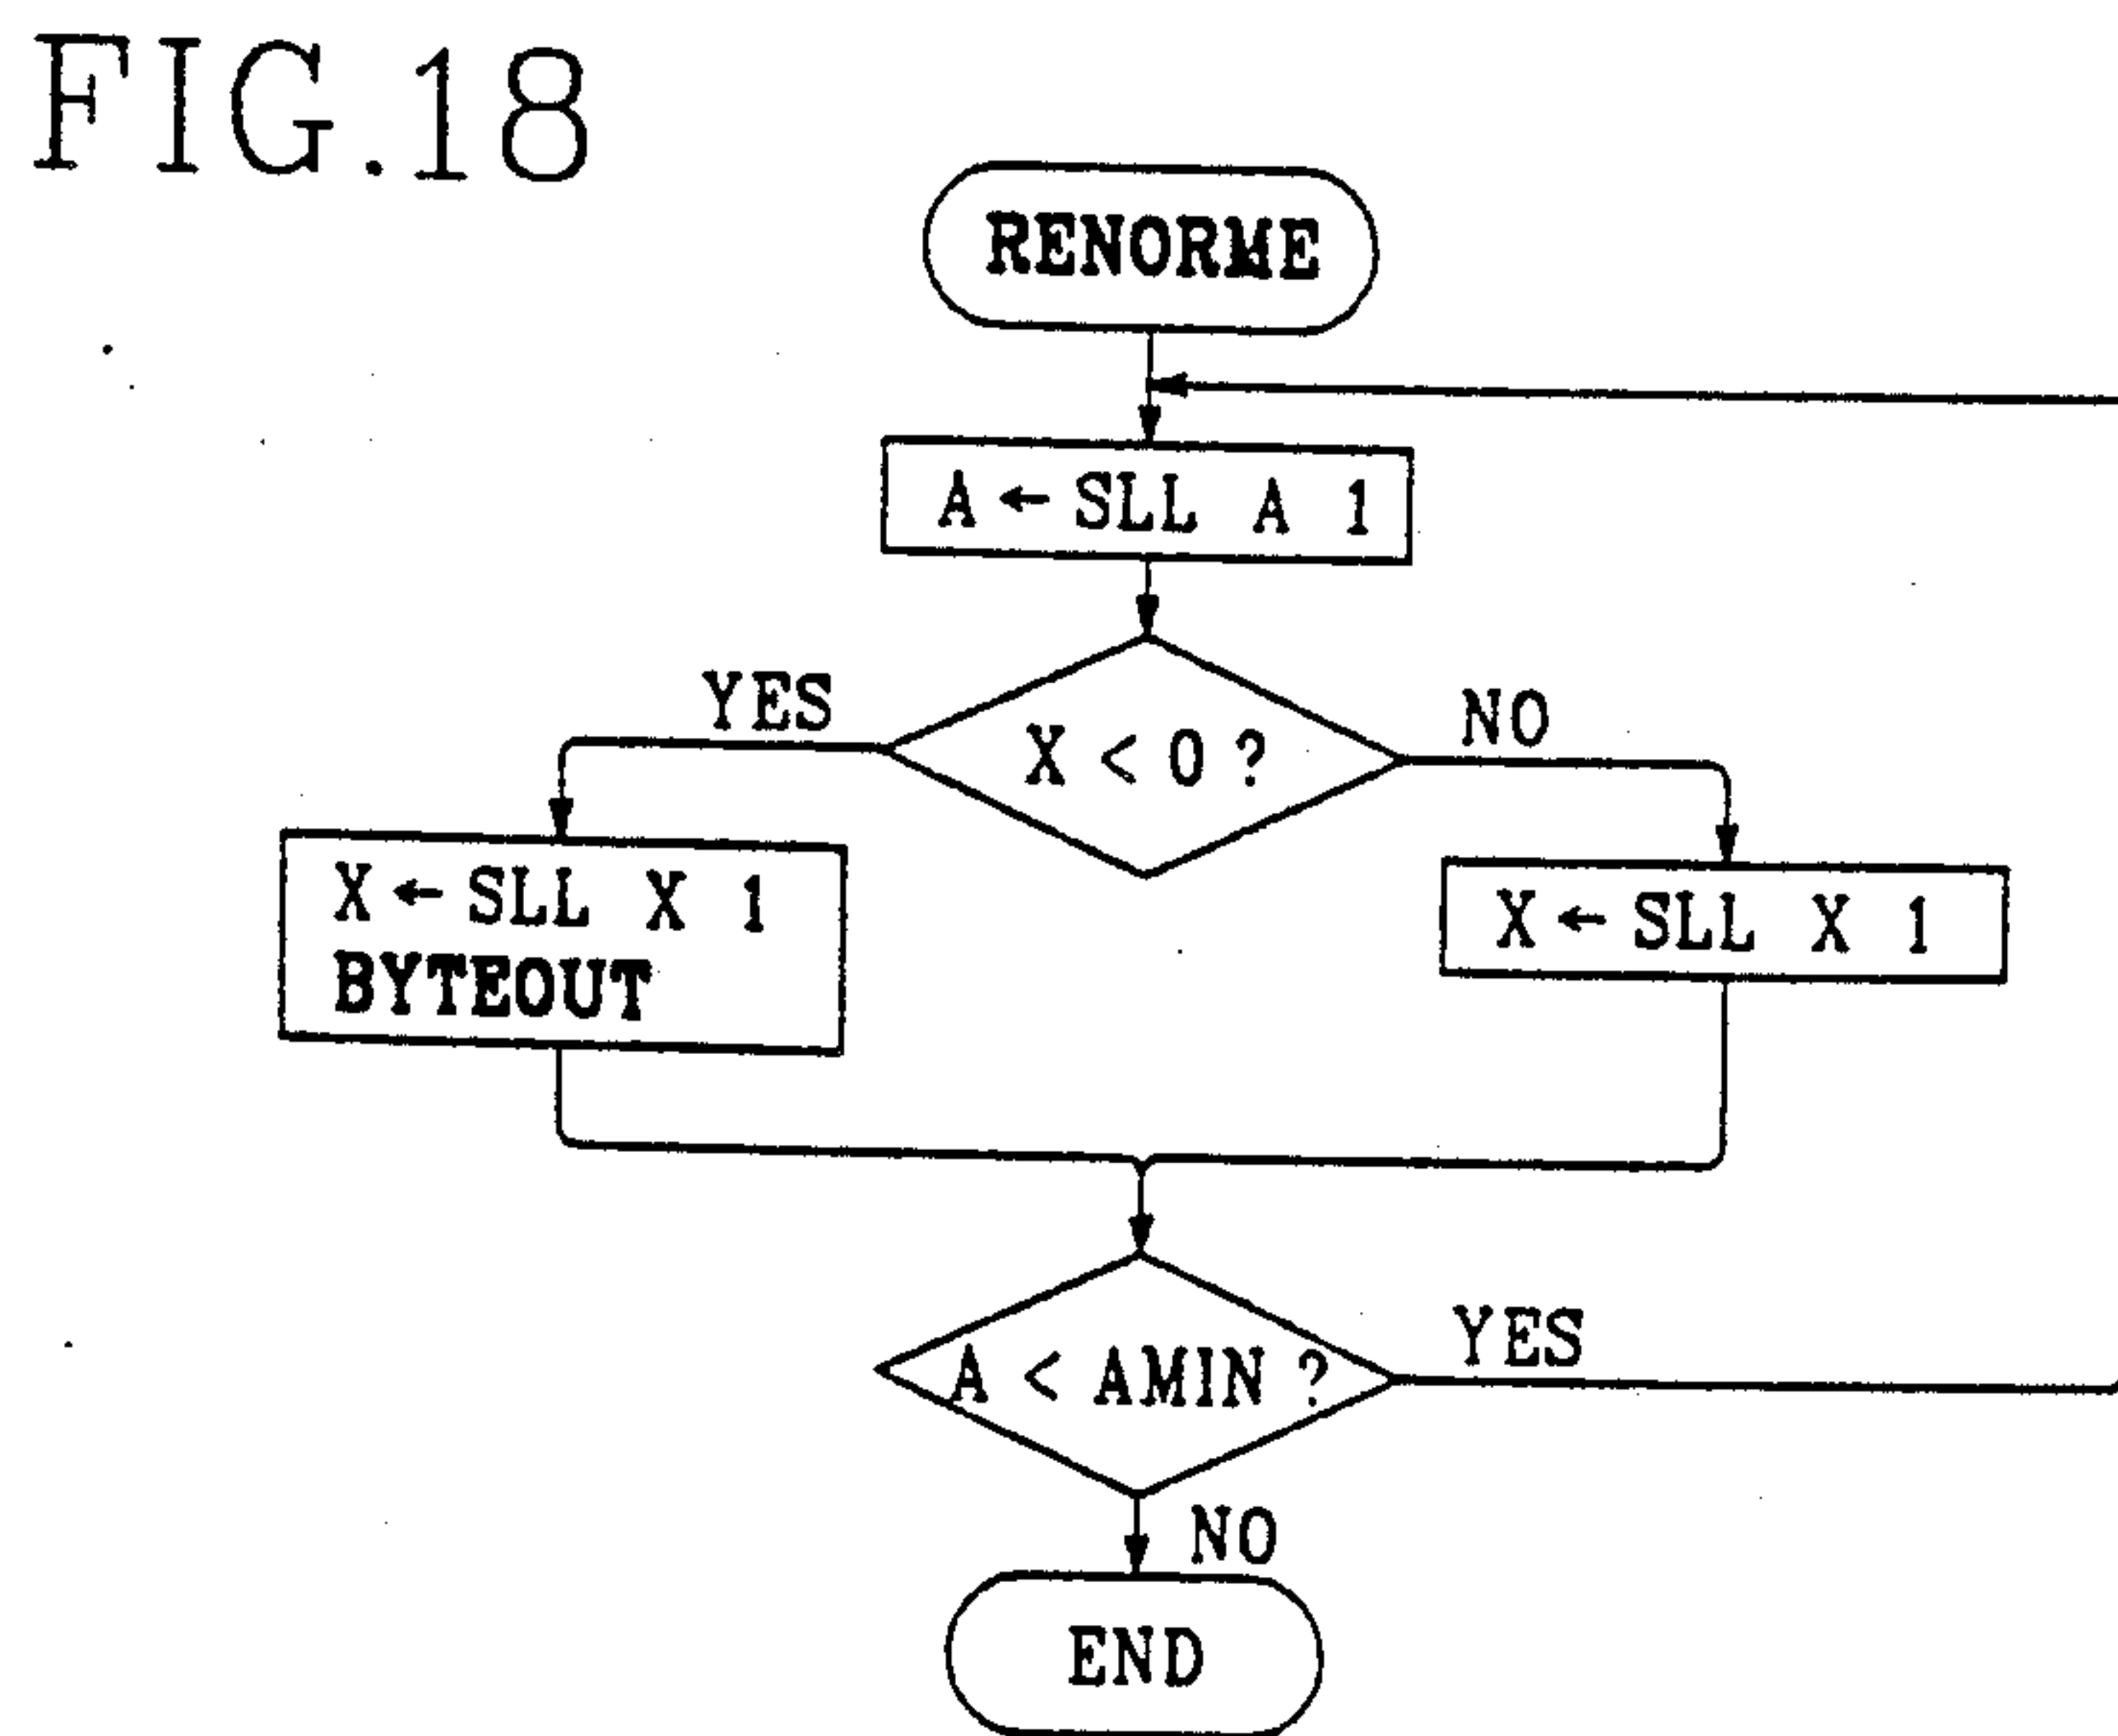 FIG.18
RENORME
A ← SLL A 1
YES
X < 0 ?
NO
X ← SLL X 1
BYTEOUT
X ← SLL X 1
A < AMIN ?
YES
NO
END